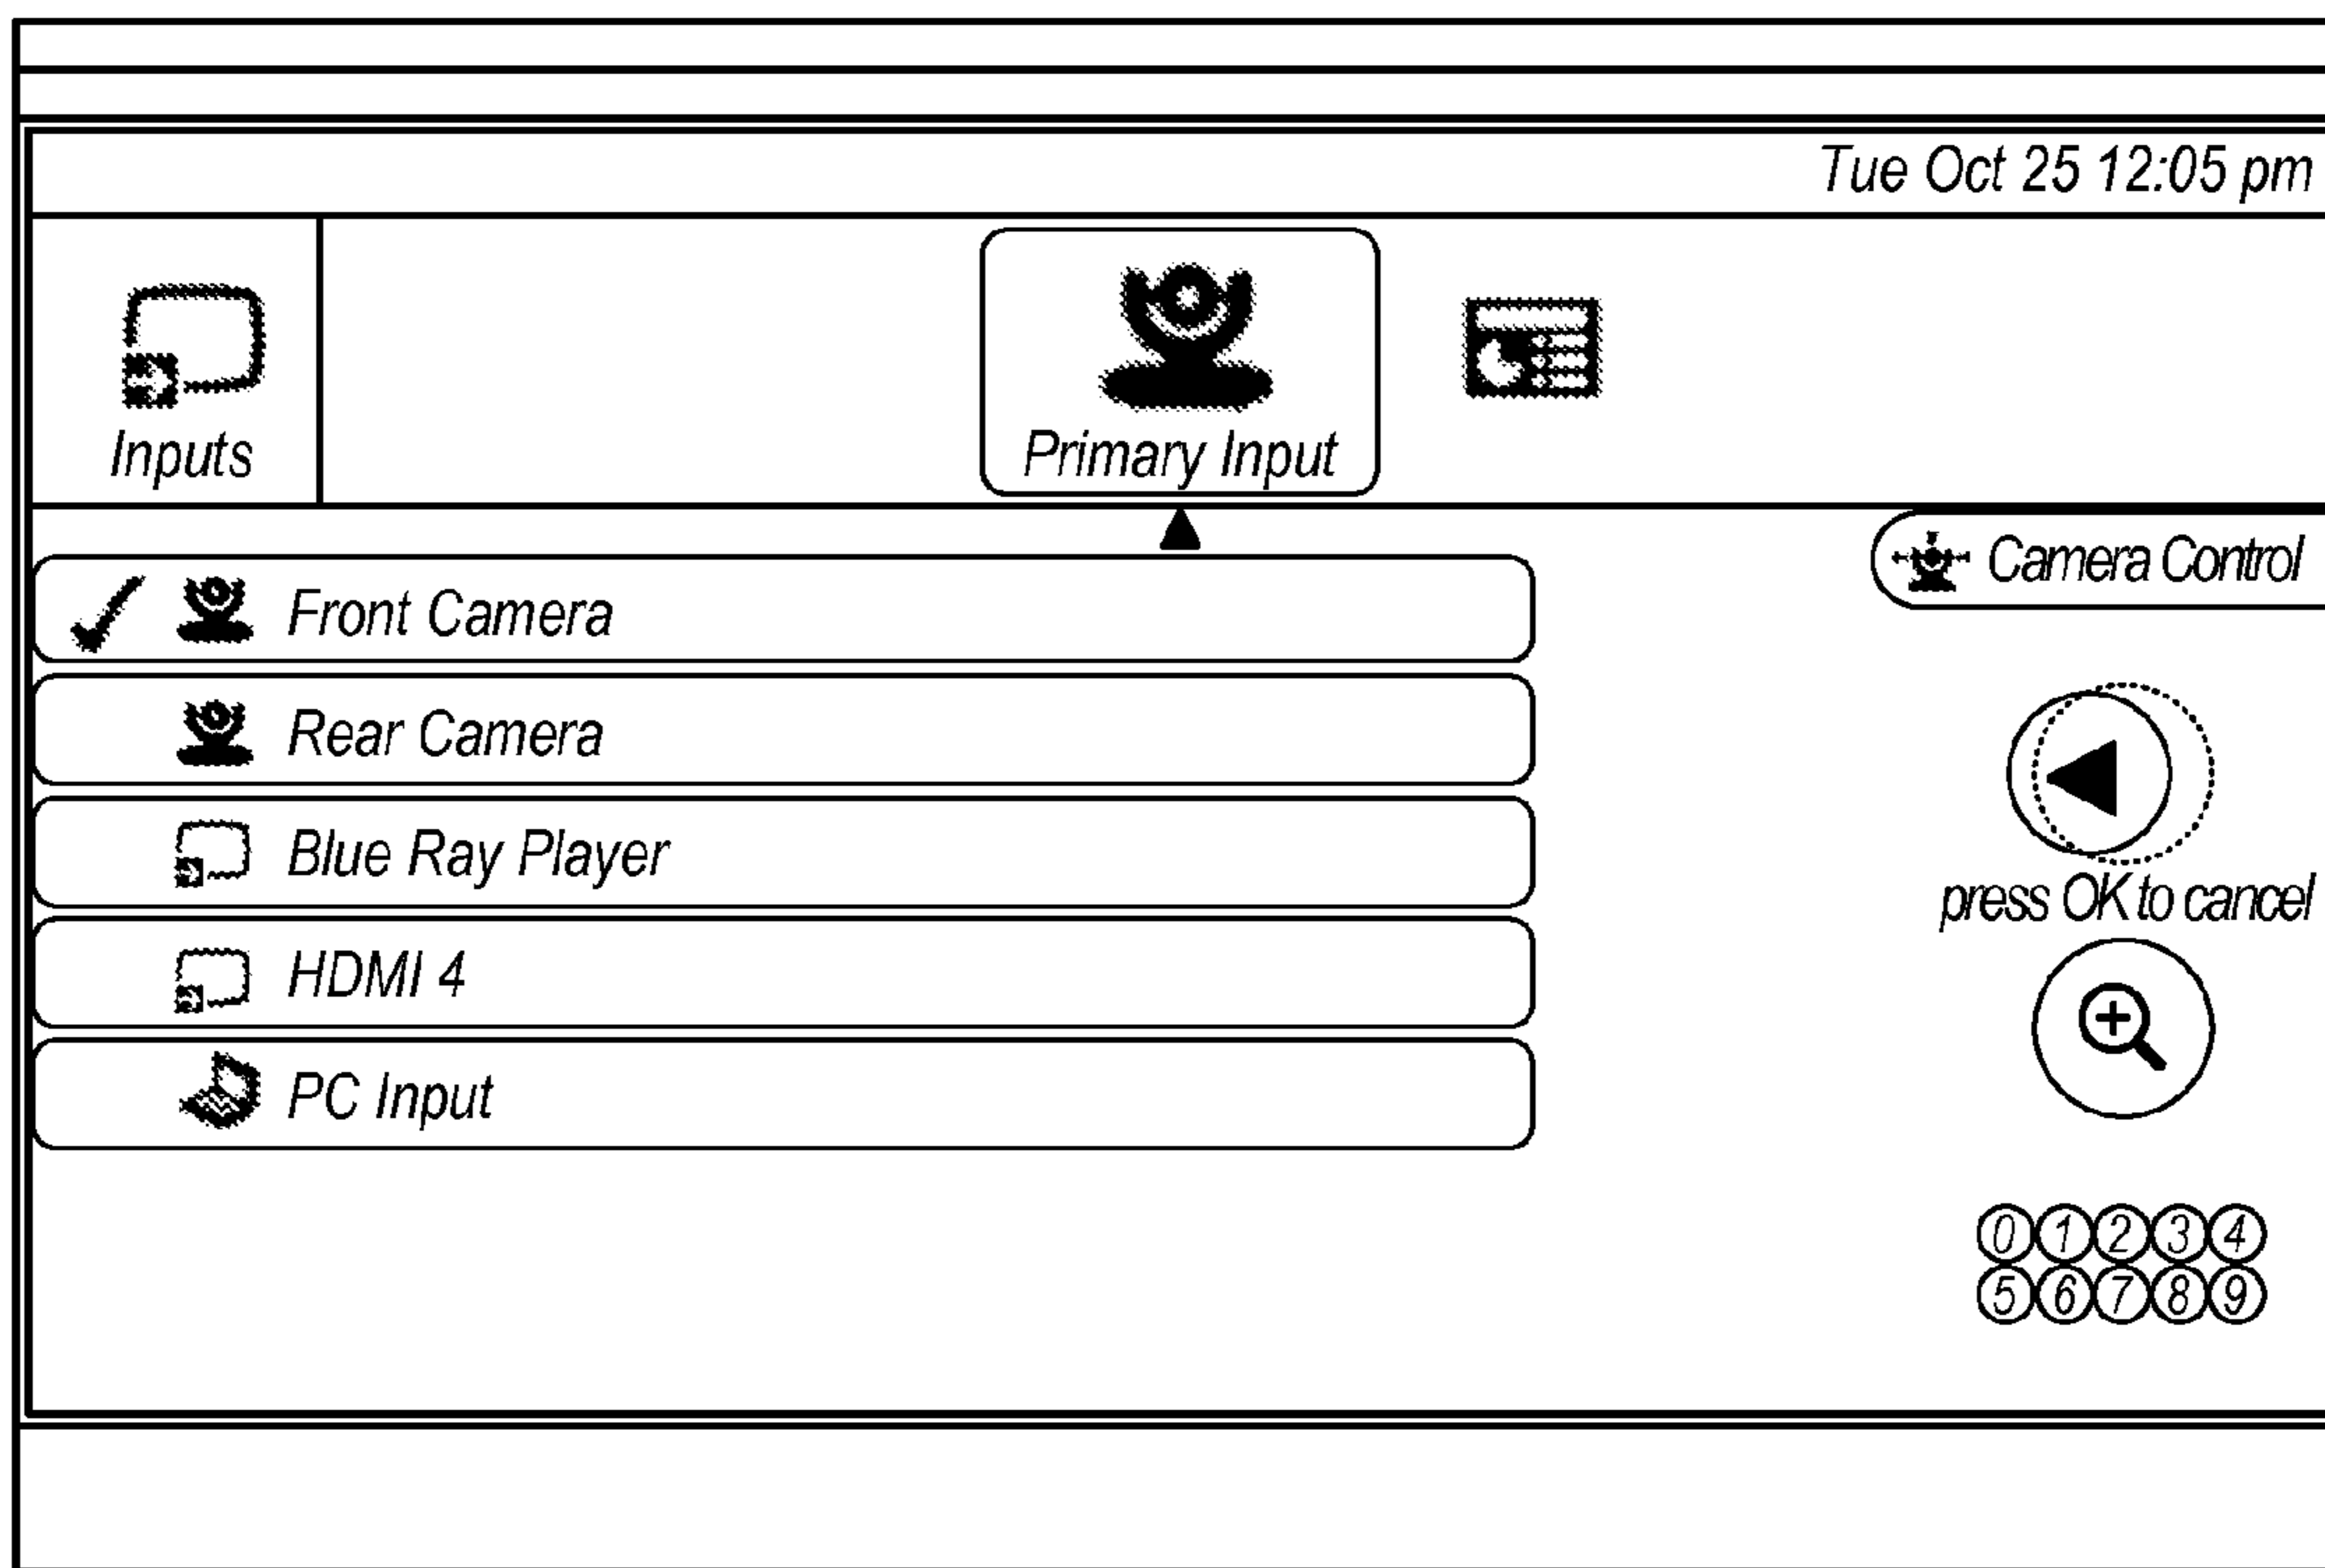 Tue Oct 25 12:05 pm
Inputs
Primary Input
Camera Control
Front Camera
Rear Camera
Blue Ray Player
HDMI 4
PC Input
press OK to cancel
0 1 2 3 4
5 6 7 8 9